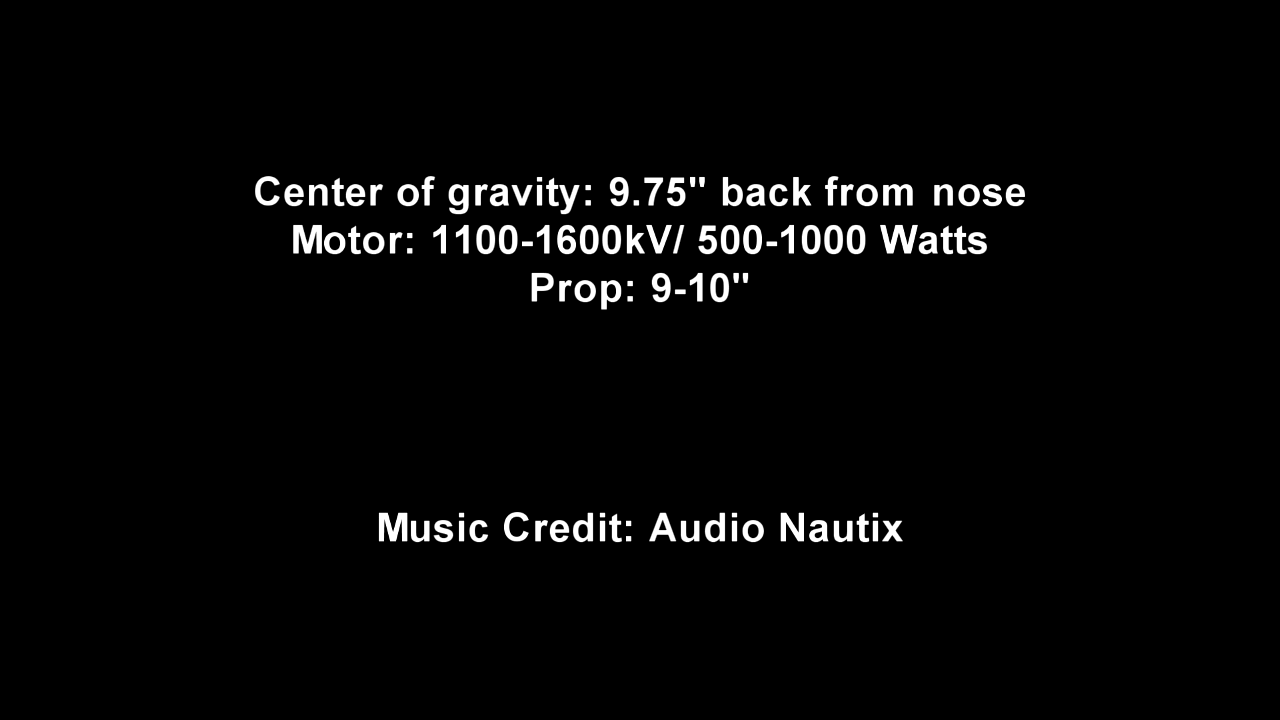 Center of gravity: 9.75" back from nose
Motor: 1100-1600kV/ 500-1000 Watts
Prop: 9-10"
Music Credit: Audio Nautix